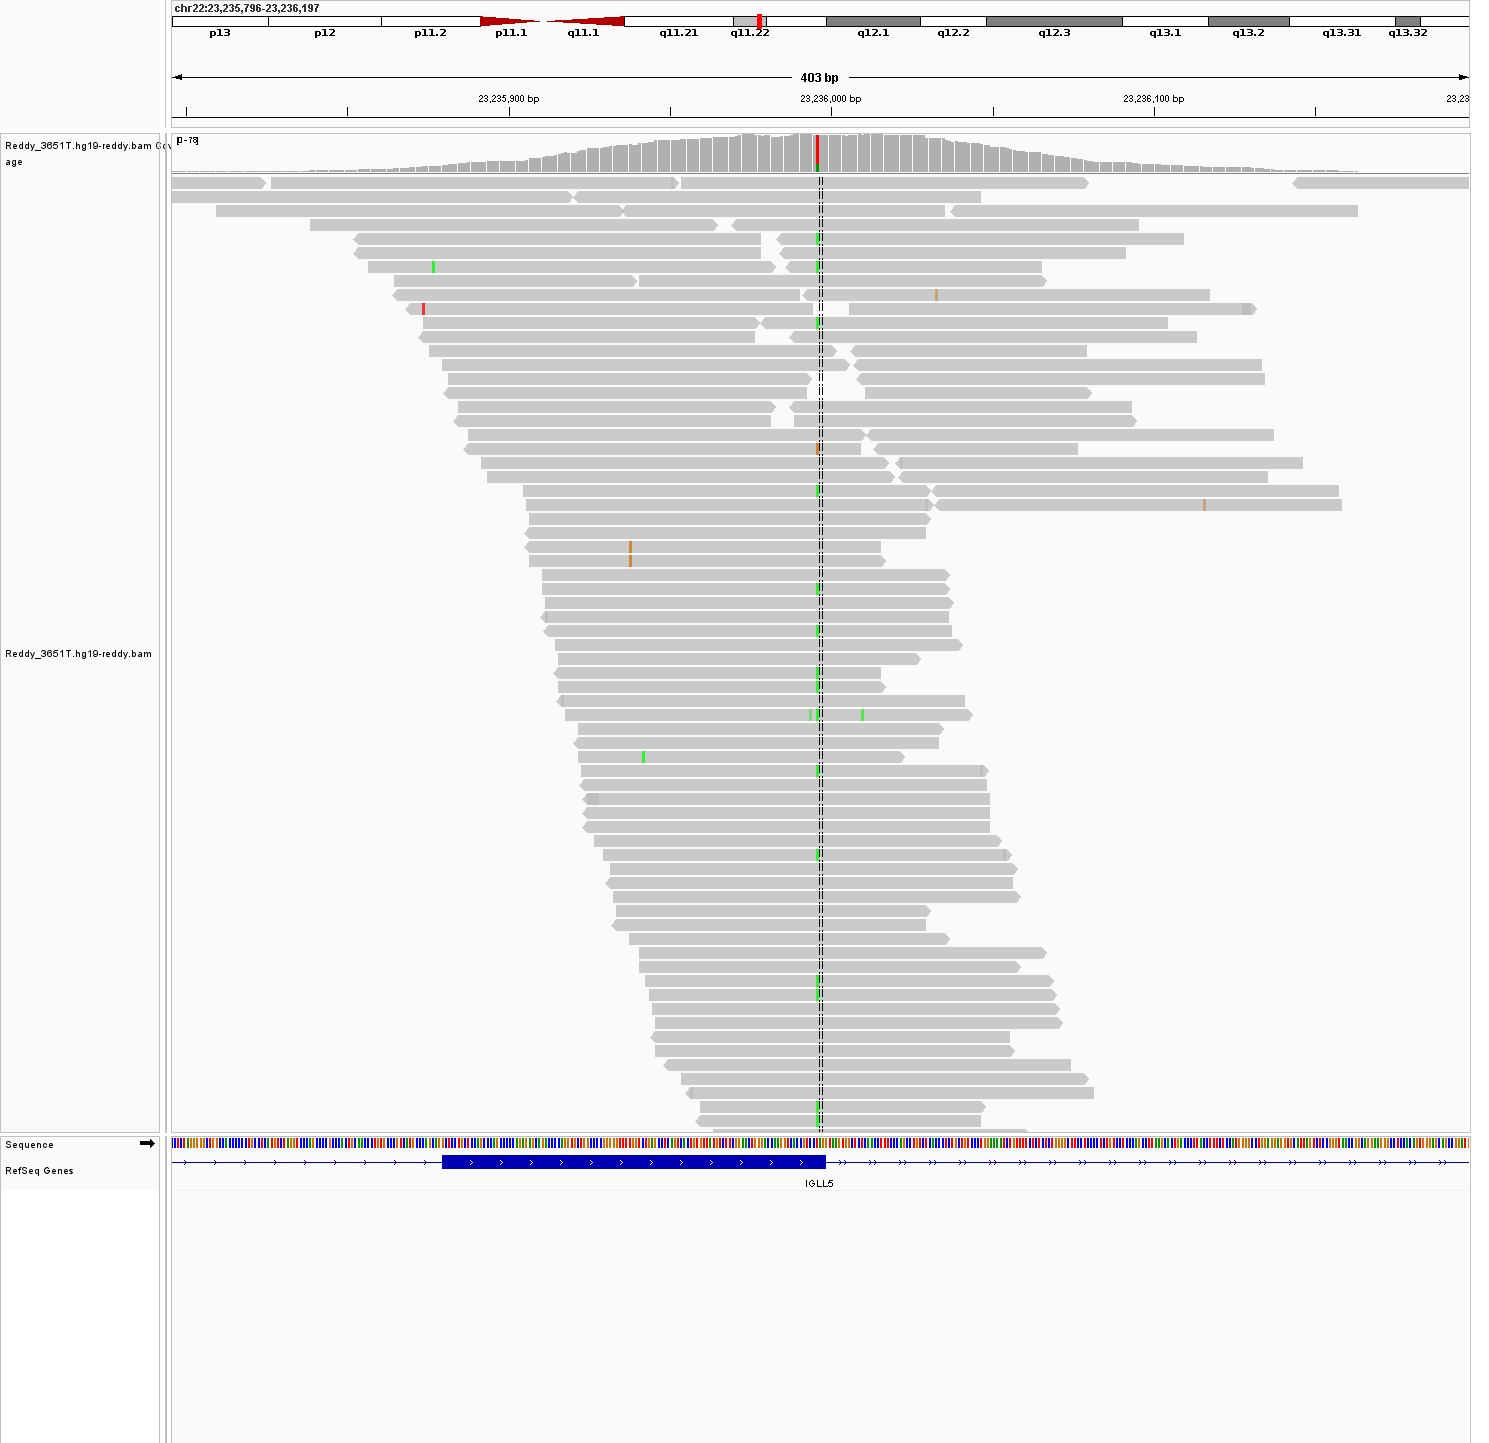 chr22:23,235,796-23,236,197
p13 p12 p11.2 p11.1 q11.1 q11.21 q11.22 q12.1 q12.2 q12.3 q13.1 q13.2 q13.31 q13.32
403 bp
23,235,900 bp 23,236,000 bp 23,236,100 bp 23,23
[0-78]
Reddy_3651T.hg19-reddy.bam Cov
age
Reddy_3651T.hg19-reddy.bam
Sequence
RefSeq Genes
IGLL5